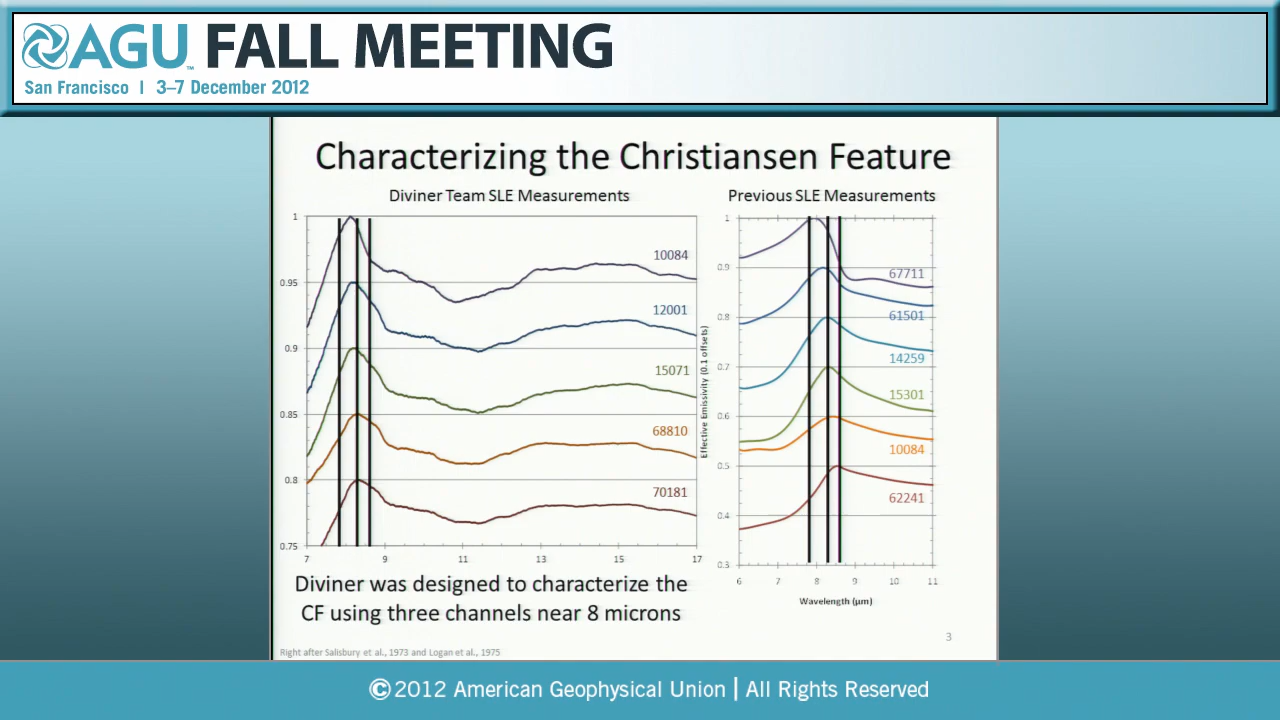 AGU FALL MEETING
™
San Francisco | 3–7 December 2012
Characterizing the Christiansen Feature
Diviner Team SLE Measurements
1
0.95
0.9
0.85
0.8
0.75
7 9 11 13 15 17
10084
12001
15071
68810
70181
Previous SLE Measurements
Effective Emissivity (0.1 offsets)
1
0.9
0.8
0.7
0.6
0.5
0.4
0.3
6 7 8 9 10 11
67711
61501
14259
15301
10084
62241
Wavelength (μm)
Diviner was designed to characterize the
CF using three channels near 8 microns
3
Right after Salisbury et al., 1973 and Logan et al., 1975
©2012 American Geophysical Union | All Rights Reserved